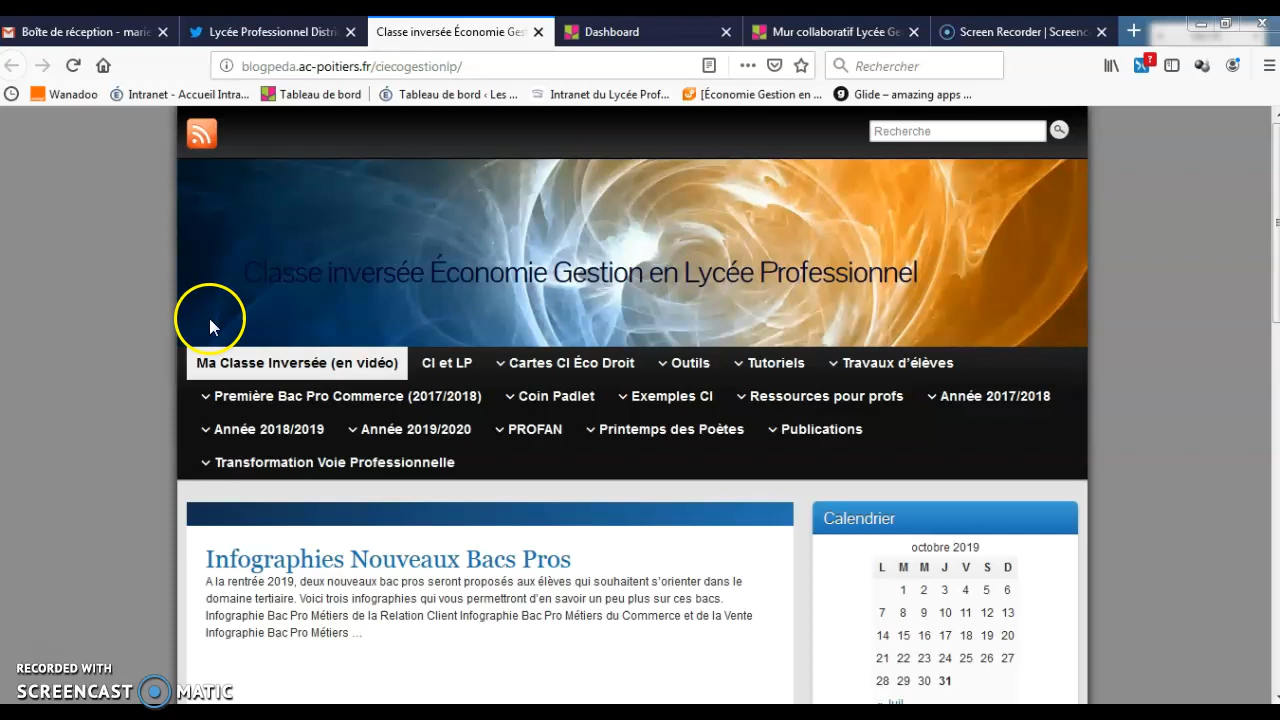 Boîte de réception - marie
Lycée Professionnel Distri
Classe inversée Économie Ges
Dashboard
Mur collaboratif Lycée Ge
Screen Recorder | Screenc
blogpeda.ac-poitiers.fr/ciecogestionlp/
Rechercher
?
Wanadoo
Intranet - Accueil Intra...
Tableau de bord
Tableau de bord ‹ Les ...
Intranet du Lycée Prof...
[Économie Gestion en ...
Glide – amazing apps ...
Recherche
Classe inversée Économie Gestion en Lycée Professionnel
Ma Classe Inversée (en vidéo) CI et LP Cartes CI Éco Droit Outils Tutoriels Travaux d'élèves
Première Bac Pro Commerce (2017/2018) Coin Padlet Exemples CI Ressources pour profs Année 2017/2018
Année 2018/2019 Année 2019/2020 PROFAN Printemps des Poètes Publications
Transformation Voie Professionnelle
Infographies Nouveaux Bacs Pros
A la rentrée 2019, deux nouveaux bac pros seront proposés aux élèves qui souhaitent s'orienter dans le
domaine tertiaire. Voici trois infographies qui vous permettront d'en savoir un peu plus sur ces bacs.
Infographie Bac Pro Métiers de la Relation Client Infographie Bac Pro Métiers du Commerce et de la Vente
Infographie Bac Pro Métiers ...
Calendrier
octobre 2019
L M M J V S D
1 2 3 4 5 6
7 8 9 10 11 12 13
14 15 16 17 18 19 20
21 22 23 24 25 26 27
28 29 30 31
« Juil
RECORDED WITH
SCREENCAST MATIC